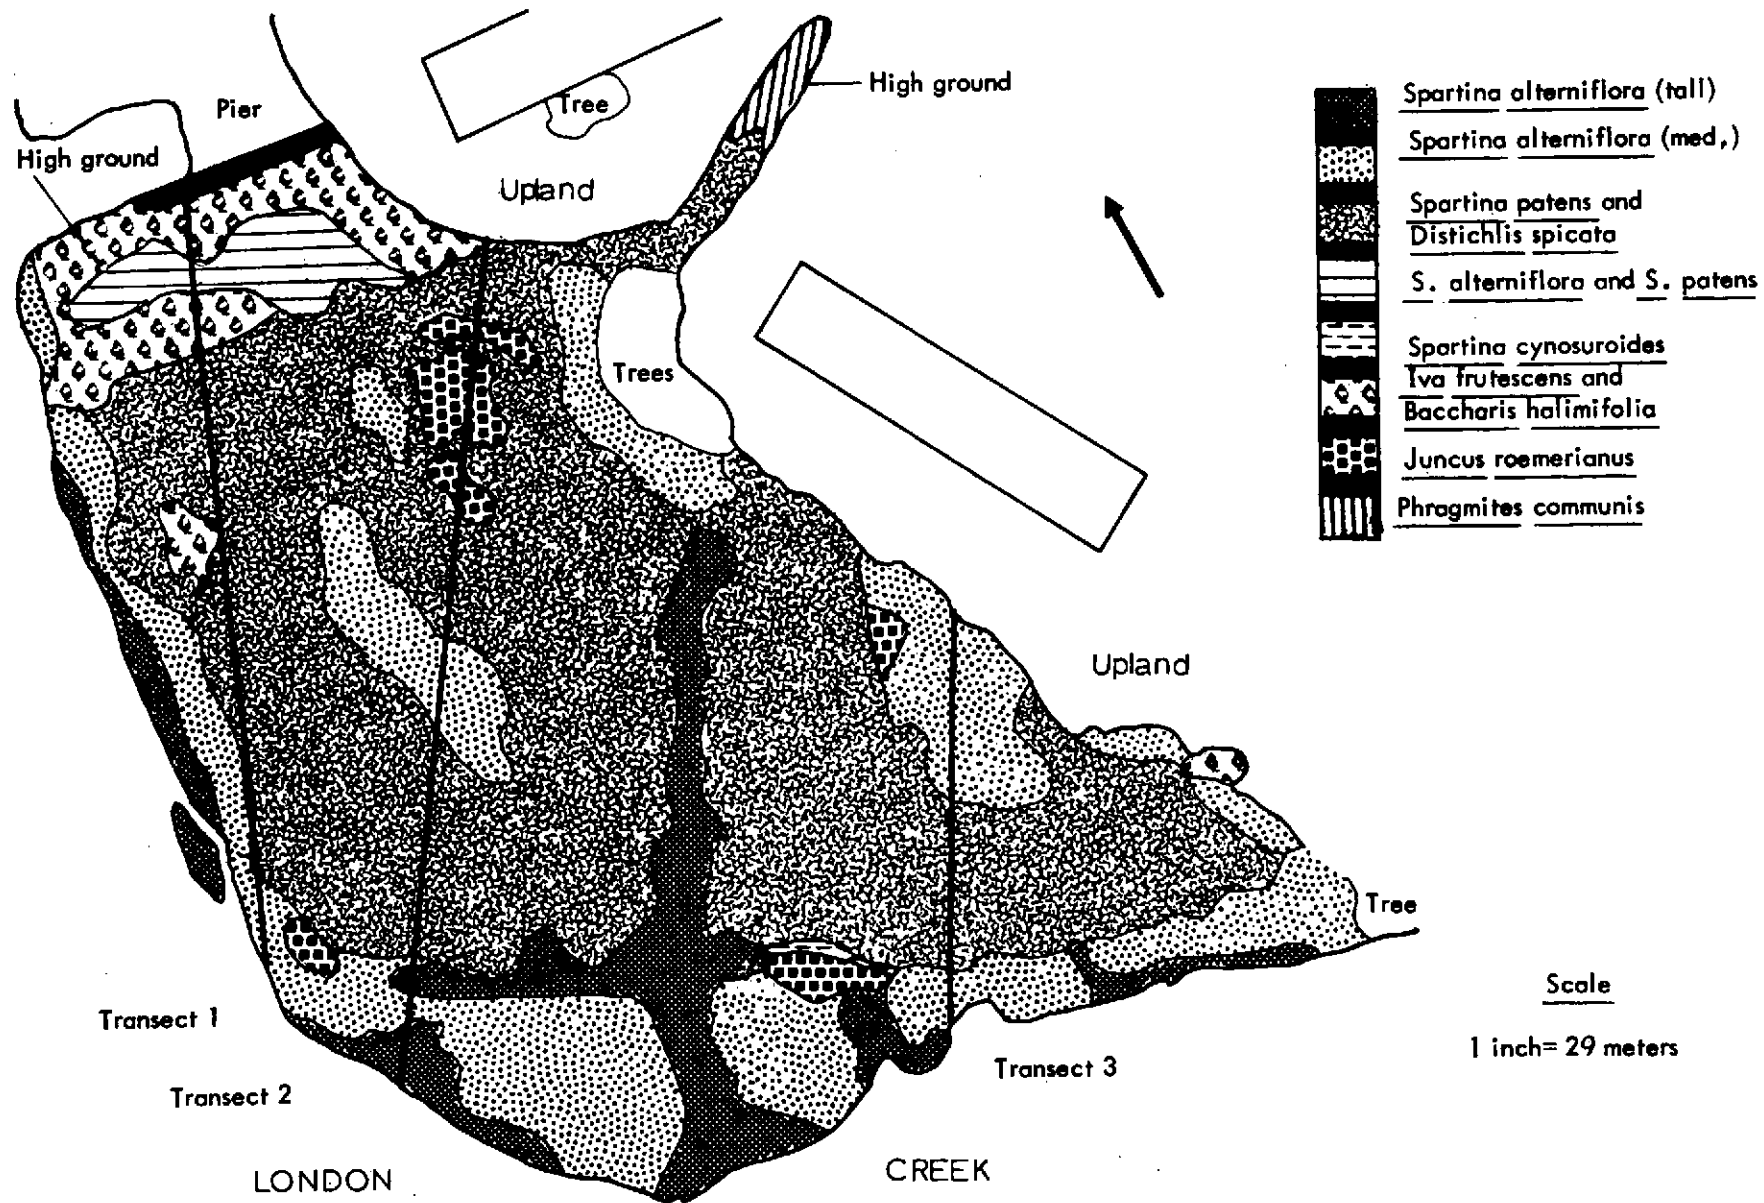 High ground
Pier
Tree
High ground
Upland
Trees
Upland
Tree
Transect 1
Transect 2
Transect 3
LONDON CREEK
Spartina alterniflora (tall)
Spartina alterniflora (med,)
Spartina patens and
Distichlis spicata
S. alterniflora and S. patens
Spartina cynosuroides
Iva frutescens and
Baccharis halimifolia
Juncus roemerianus
Phragmites communis
Scale
1 inch= 29 meters